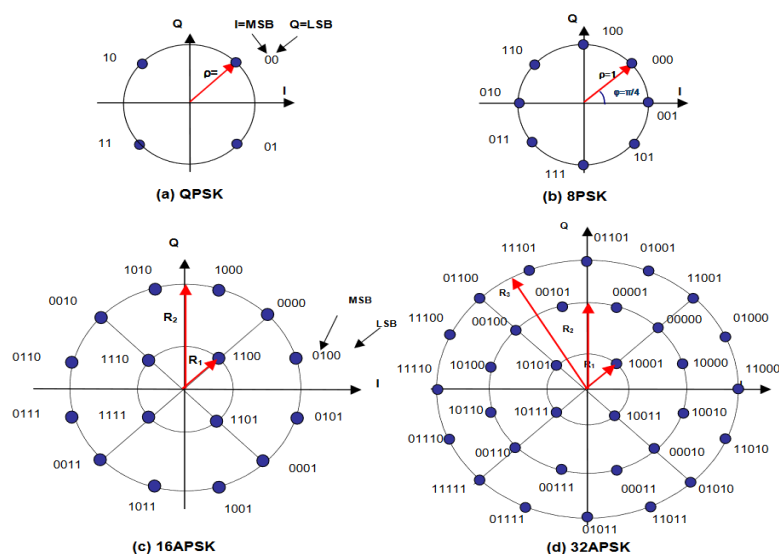 Q I=MSB Q=LSB
10 ρ= 00
I
11 01
(a) QPSK
Q
100
110 000
ρ=1
I
φ=π/4
010 001
011 101
111
(b) 8PSK
Q
1010 1000
0010 0000
MSB
LSB
R2
R1
0110 1110 1100 0100
I
0111 1111 1101 0101
0011 0001
1011 1001
(c) 16APSK
Q
11101 01101 01001
01100 11001
R3 00101 00001
11100 00100 R2 00000 01000
10100 10101 R1 10001 10000
11110 11000
I
10110 10111 10011 10010
01110 00110 00010 11010
00111 00011
11111 01010
01111 01011 11011
(d) 32APSK